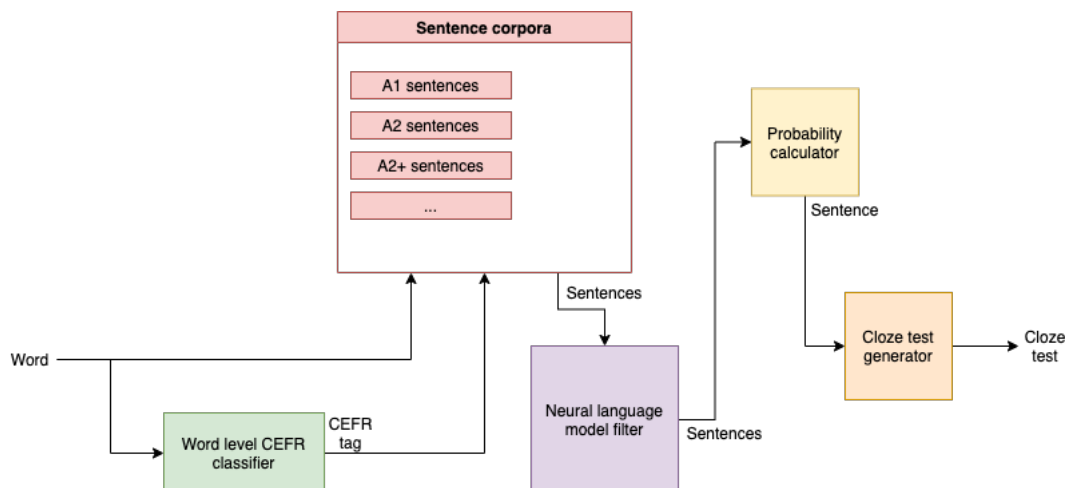 Sentence corpora
A1 sentences
A2 sentences
A2+ sentences
...
Probability
calculator
Sentence
Sentences
Word
Cloze test
generator
Cloze
test
Neural language
model filter
Sentences
CEFR
tag
Word level CEFR
classifier